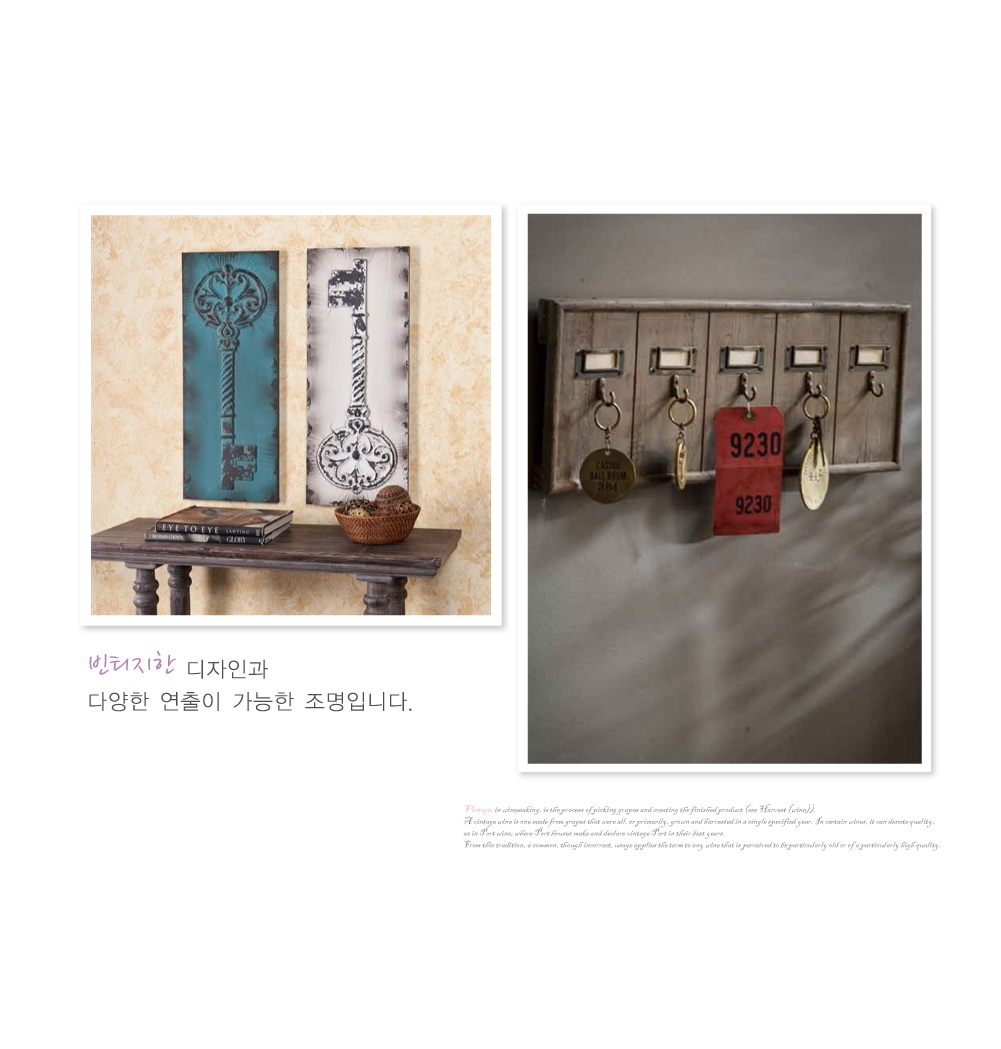 EYE TO EYE LANTING
GLORY
9230
9230
BALL ROOM
364
빈티지한 디자인과
다양한 연출이 가능한 조명입니다.
Vintage, in winemaking, is the process of picking grapes and creating the finished product (see Harvest (wine)).
A vintage wine is one made from grapes that were all, or primarily, grown and harvested in a single specified year. In certain wines, it can denote quality,
as in Port wine, where Port houses make and declare vintage Port in their best years.
From this tradition, a common, though incorrect, usage applies the term to any wine that is perceived to be particularly old or of a particularly high quality.